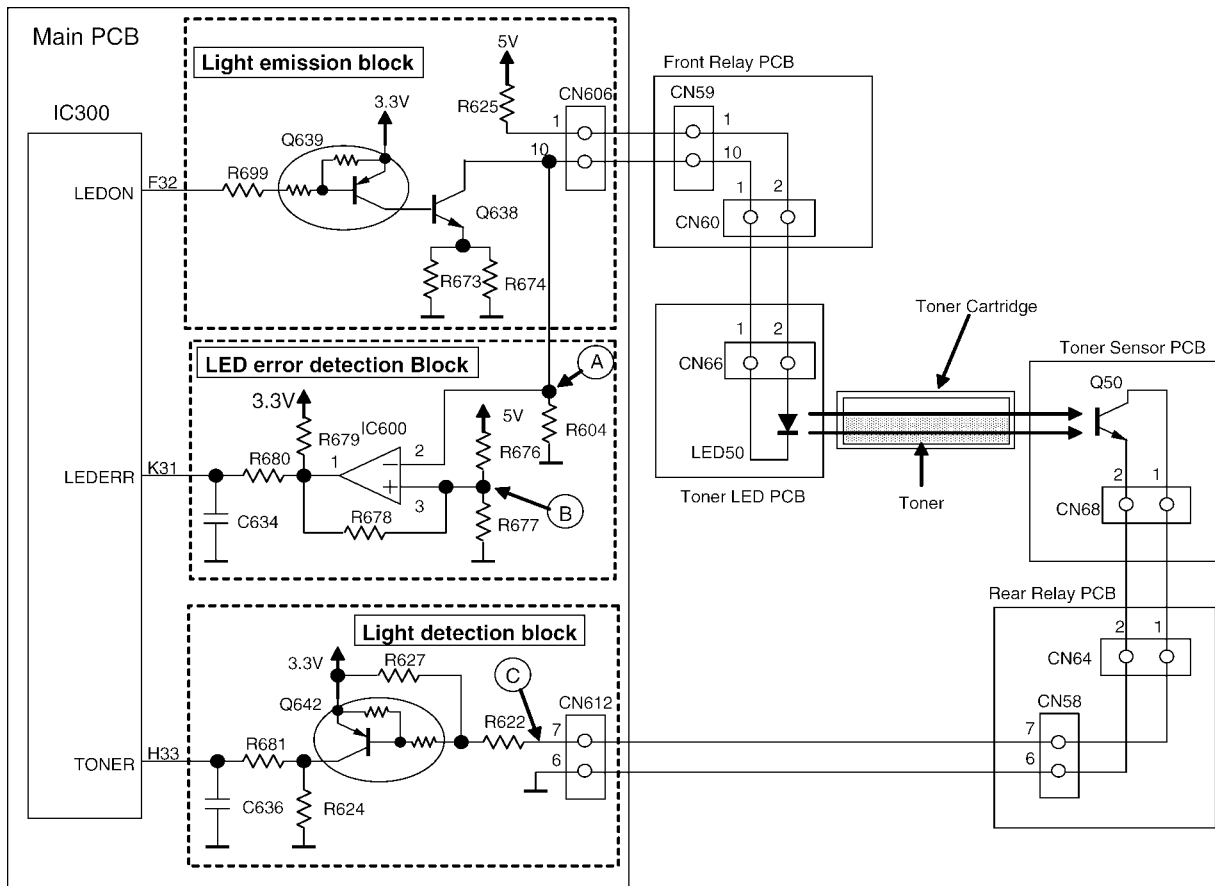 Main PCB
IC300
Light emission block
5V
R625
CN606
1
10
3.3V
Q639
R699
LEDON
F32
Q638
R673
R674
Front Relay PCB
CN59
1
10
1
2
CN60
LED error detection Block
A
3.3V
R679
IC600
5V
R676
R604
2
1
3
R680
LEDERR
K31
C634
R678
R677
B
1
2
CN66
LED50
Toner LED PCB
Toner Cartridge
Toner
Toner Sensor PCB
Q50
2
1
CN68
Rear Relay PCB
2
1
CN64
CN58
7
6
Light detection block
3.3V
R627
Q642
C
CN612
R622
7
6
R681
TONER
H33
C636
R624